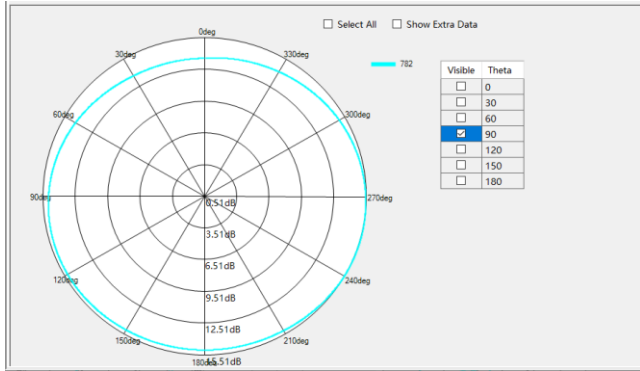 Select All
Show Extra Data
0deg
30deg
330deg
782
Visible Theta
0
30
60
90
120
150
180
60deg
300deg
90deg
270deg
0.51dB
3.51dB
6.51dB
120deg
240deg
9.51dB
12.51dB
150deg
210deg
180deg
15.51dB